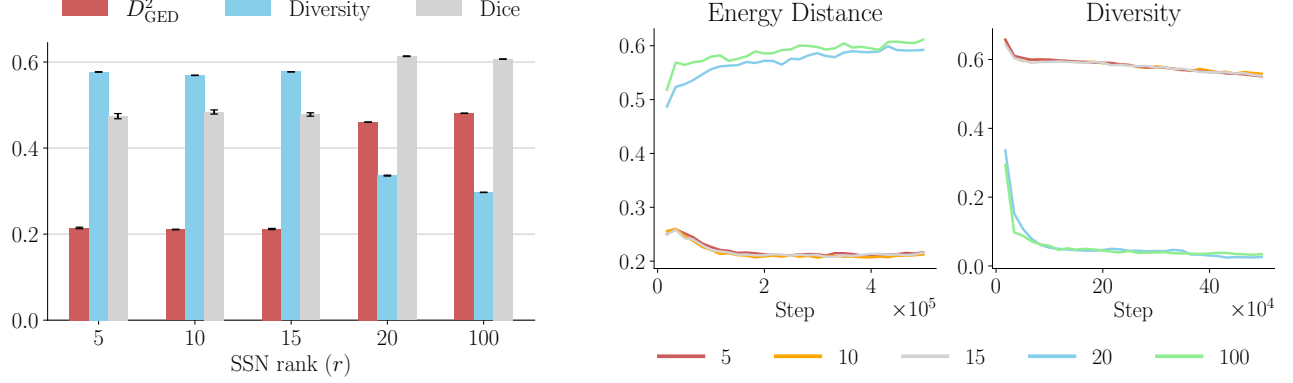 D²_GED Diversity Dice
0.6
0.4
0.2
0.0
5 10 15 20 100
SSN rank (r)
Energy Distance
0.6
0.5
0.4
0.3
0.2
0 2 4
Step ×10⁵
Diversity
0.6
0.4
0.2
0.0
0 20 40
Step ×10⁴
5 10 15 20 100